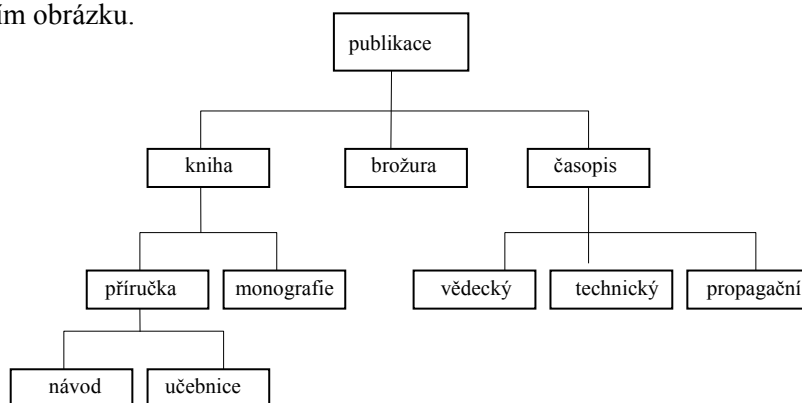 ím obrázku.
publikace
kniha brožura časopis
příručka monografie vědecký technický propagační
návod učebnice